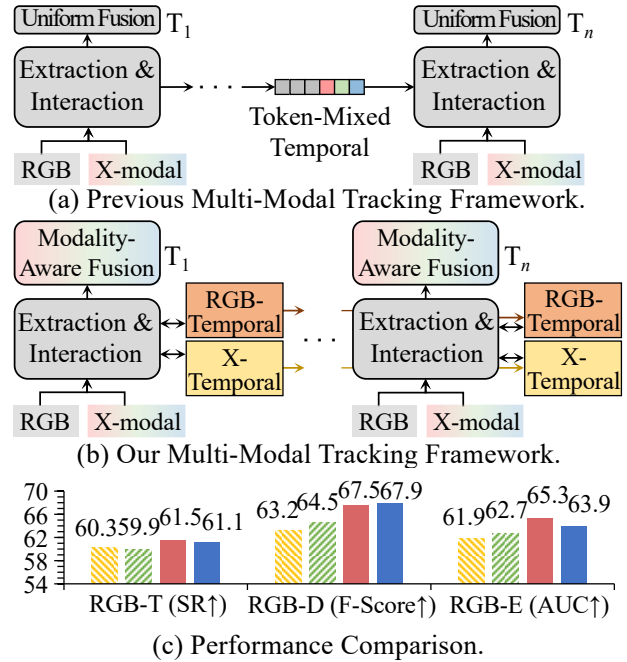 Uniform Fusion T1 Uniform Fusion Tn
Extraction &
Interaction
Extraction &
Interaction
Token-Mixed
Temporal
RGB X-modal RGB X-modal
(a) Previous Multi-Modal Tracking Framework.
Modality-
Aware Fusion
T1
Modality-
Aware Fusion
Tn
Extraction &
Interaction
RGB-
Temporal
X-
Temporal
. . .
Extraction &
Interaction
RGB-
Temporal
X-
Temporal
RGB X-modal RGB X-modal
(b) Our Multi-Modal Tracking Framework.
70
66
62
58
54
60.3 59.9 61.5 61.1
63.2 64.5 67.5 67.9
61.9 62.7 65.3 63.9
RGB-T (SR↑) RGB-D (F-Score↑) RGB-E (AUC↑)
(c) Performance Comparison.